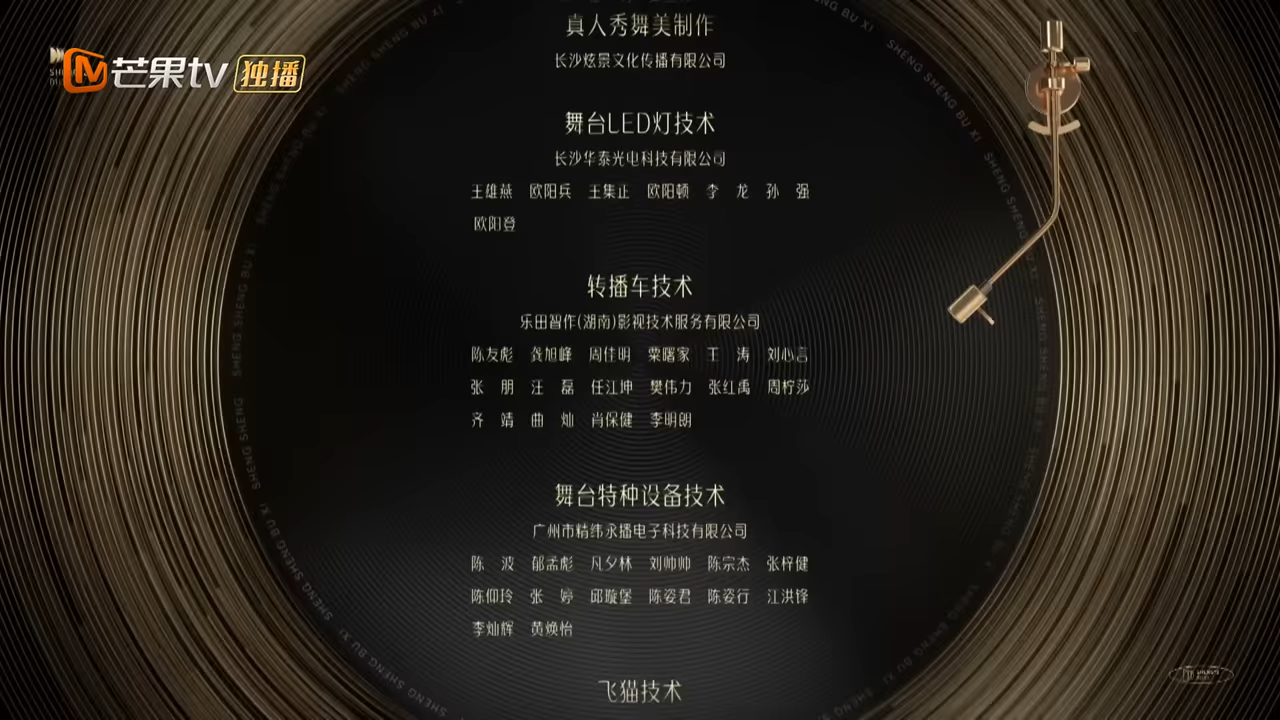 真人秀舞美制作
芒果tv 独播
长沙炫景文化传播有限公司
舞台LED灯技术
长沙华泰光电科技有限公司
王雄燕 欧阳兵 王集止 欧阳顿 李 龙 孙 强
欧阳登
转播车技术
乐田智作(湖南)影视技术服务有限公司
陈友彪 龚旭峰 周佳明 粟曙家 王 涛 刘心言
张 朋 汪 磊 任江坤 樊伟力 张红禹 周柠莎
齐 靖 曲 灿 肖保健 李明朗
舞台特种设备技术
广州市精纬永播电子科技有限公司
陈 波 郁孟彪 凡夕林 刘帅帅 陈宗杰 张梓健
陈仰玲 张 婷 邱璇堡 陈姿君 陈姿行 江洪锋
李灿辉 黄焕怡
飞猫技术
SHENG SHENG BU XI